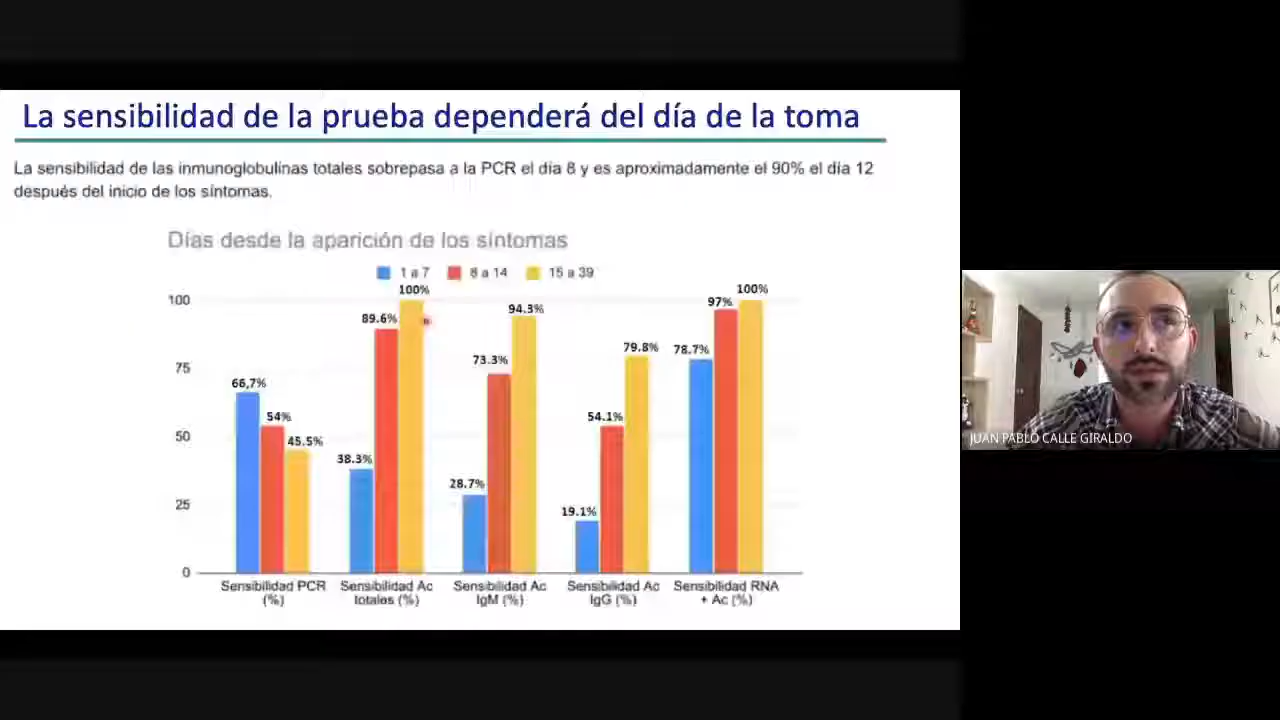 La sensibilidad de la prueba dependerá del día de la toma
La sensibilidad de las inmunoglobulinas totales sobrepasa a la PCR el día 8 y es aproximadamente el 90% el día 12
después del inicio de los síntomas.
Días desde la aparición de los síntomas
1 a 7 8 a 14 15 a 39
100
75
50
25
0
66,7%
54%
45.5%
38.3%
89.6%
100%
28.7%
73.3%
94.3%
19.1%
54.1%
79.8%
78.7%
97%
100%
Sensibilidad PCR
(%)
Sensibilidad Ac
totales (%)
Sensibilidad Ac
IgM (%)
Sensibilidad Ac
IgG (%)
Sensibilidad RNA
+ Ac (%)
JUAN PABLO CALLE GIRALDO